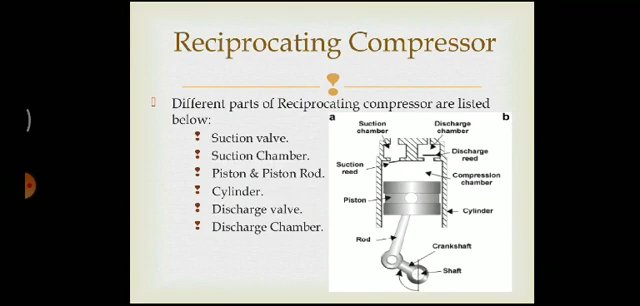 Reciprocating Compressor
Different parts of Reciprocating compressor are listed
below:
Suction valve.
Suction Chamber.
Piston & Piston Rod.
Cylinder.
Discharge valve.
Discharge Chamber.
a
b
Suction
chamber
Discharge
chamber
Discharge
reed
Suction
reed
Compression
chamber
Piston
Cylinder
Rod
Crankshaft
Shaft